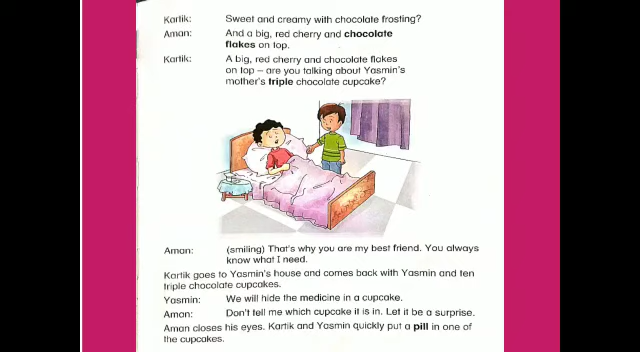 Kartik: Sweet and creamy with chocolate frosting?
Aman: And a big, red cherry and chocolate
flakes on top.
Kartik: A big, red cherry and chocolate flakes
on top – are you talking about Yasmin's
mother's triple chocolate cupcake?
Aman: (smiling) That's why you are my best friend. You always
know what I need.
Kartik goes to Yasmin's house and comes back with Yasmin and ten
triple chocolate cupcakes.
Yasmin: We will hide the medicine in a cupcake.
Aman: Don't tell me which cupcake it is in. Let it be a surprise.
Aman closes his eyes. Kartik and Yasmin quickly put a pill in one of
the cupcakes.